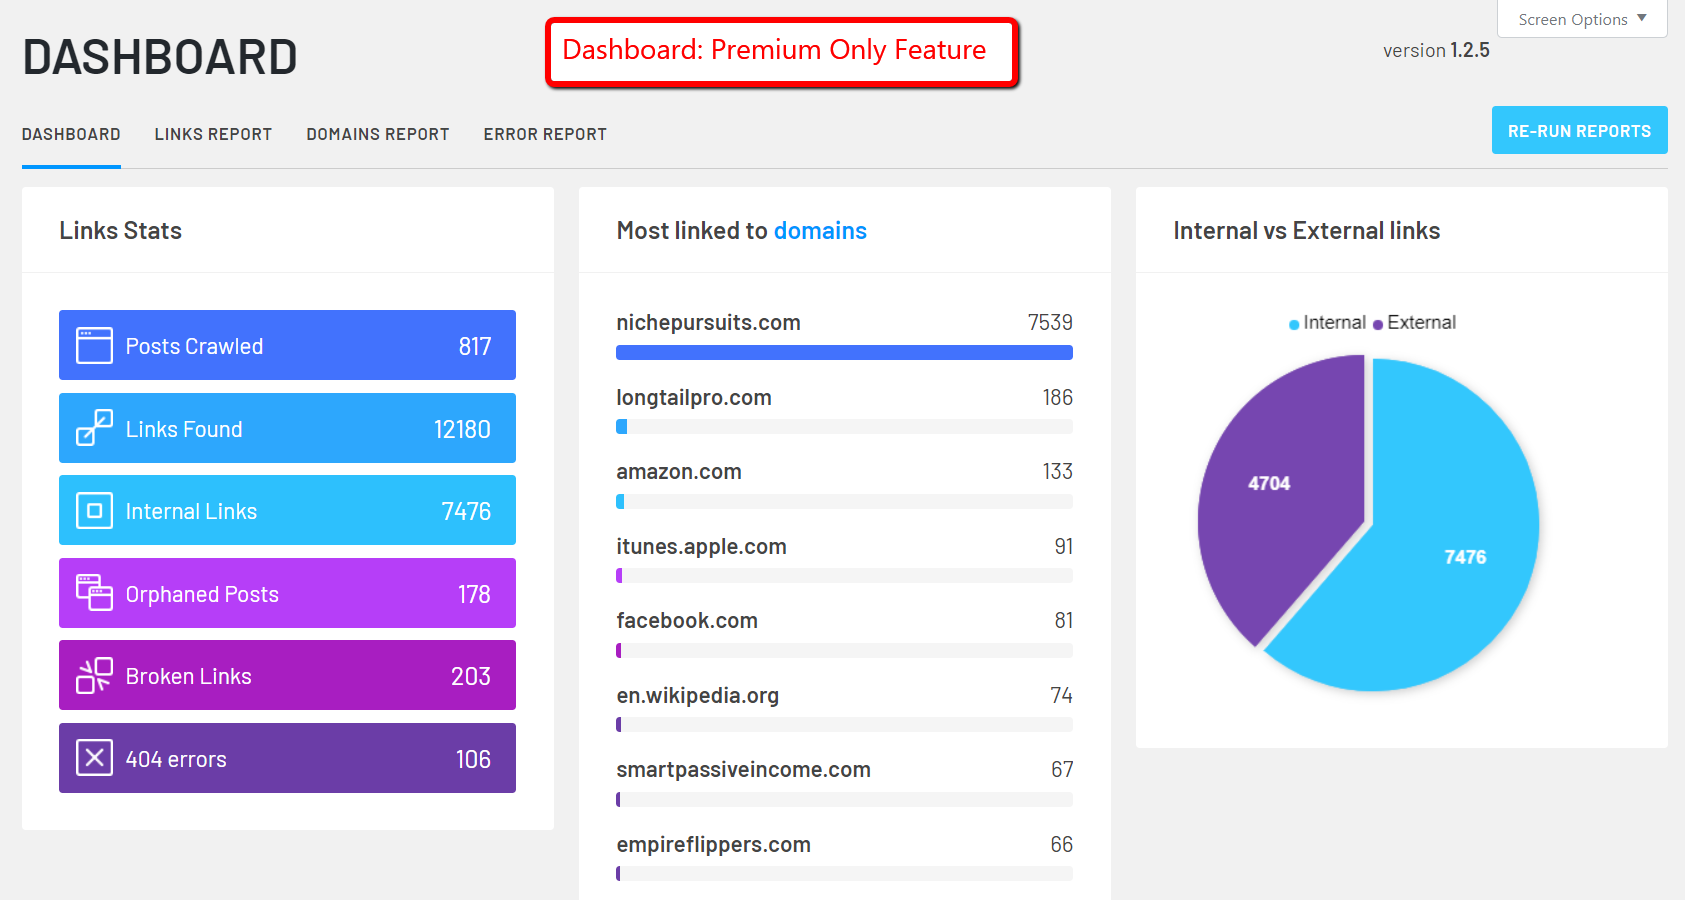 Screen Options
DASHBOARD
Dashboard: Premium Only Feature
version 1.2.5
DASHBOARD LINKS REPORT DOMAINS REPORT ERROR REPORT
RE-RUN REPORTS
Links Stats
Posts Crawled 817
Links Found 12180
Internal Links 7476
Orphaned Posts 178
Broken Links 203
404 errors 106
Most linked to domains
nichepursuits.com 7539
longtailpro.com 186
amazon.com 133
itunes.apple.com 91
facebook.com 81
en.wikipedia.org 74
smartpassiveincome.com 67
empireflippers.com 66
Internal vs External links
Internal External
4704
7476